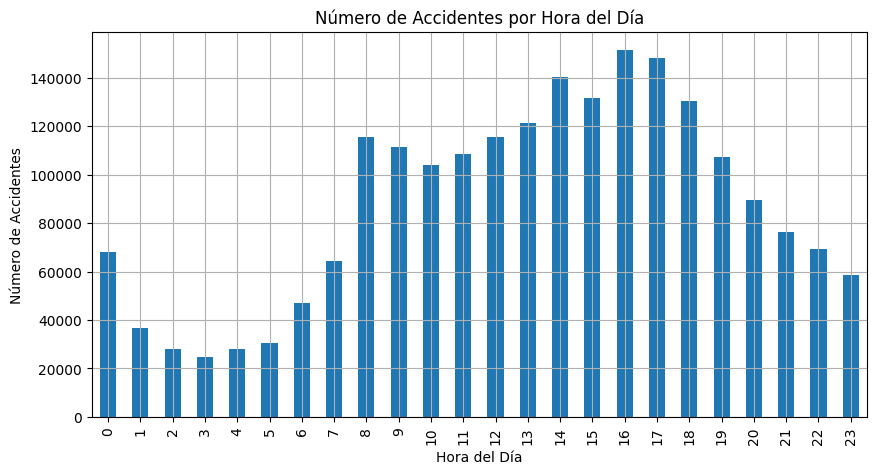 Número de Accidentes por Hora del Día
Número de Accidentes
140000
120000
100000
80000
60000
40000
20000
0
0 1 2 3 4 5 6 7 8 9 10 11 12 13 14 15 16 17 18 19 20 21 22 23
Hora del Día